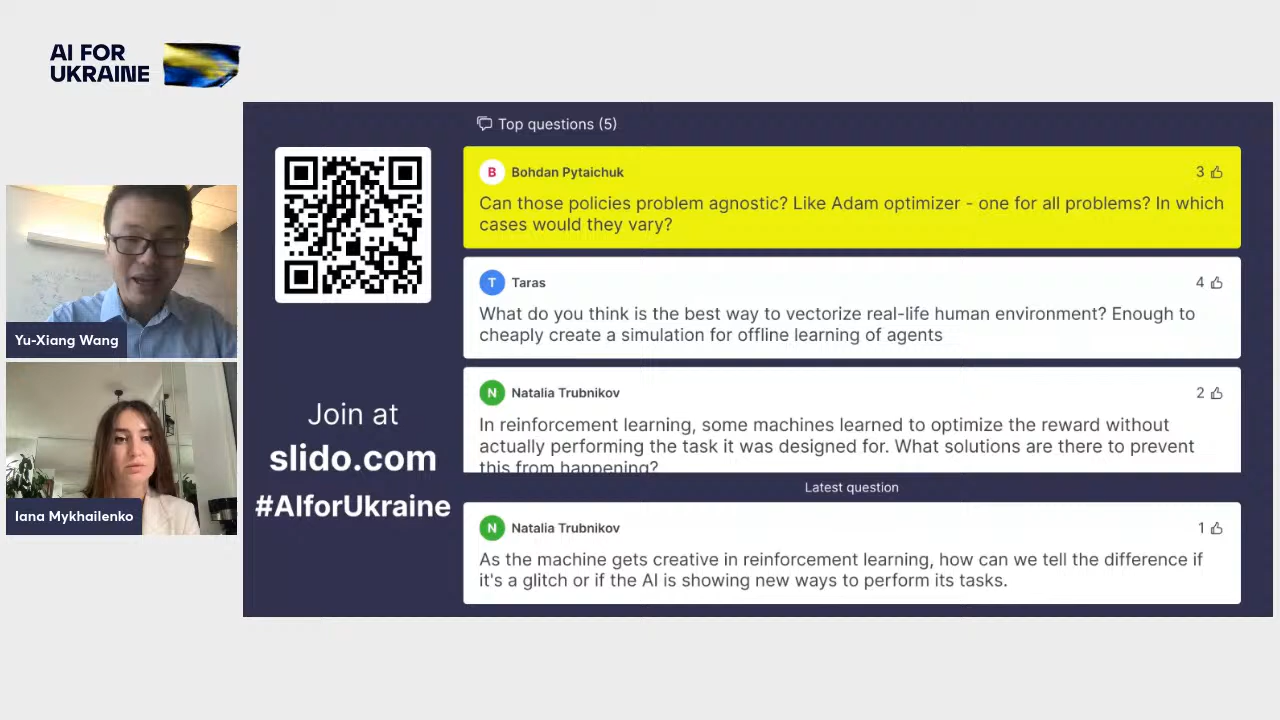 AI FOR
UKRAINE
Top questions (5)
B Bohdan Pytaichuk 3
Can those policies problem agnostic? Like Adam optimizer - one for all problems? In which
cases would they vary?
T Taras 4
What do you think is the best way to vectorize real-life human environment? Enough to
cheaply create a simulation for offline learning of agents
N Natalia Trubnikov 2
In reinforcement learning, some machines learned to optimize the reward without
actually performing the task it was designed for. What solutions are there to prevent
this from happening?
Latest question
N Natalia Trubnikov 1
As the machine gets creative in reinforcement learning, how can we tell the difference if
it's a glitch or if the AI is showing new ways to perform its tasks.
Join at
slido.com
#AIforUkraine
Yu-Xiang Wang
Iana Mykhailenko